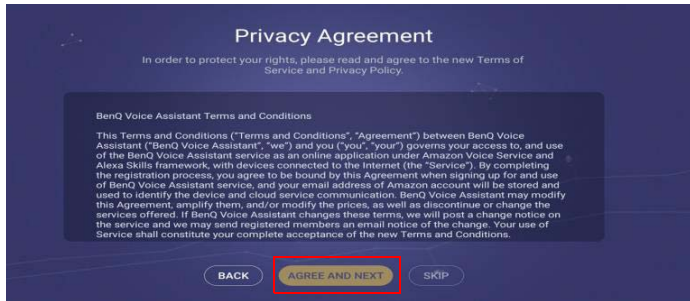 Privacy Agreement
In order to protect your rights, please read and agree to the new Terms of
Service and Privacy Policy.
BenQ Voice Assistant Terms and Conditions
This Terms and Conditions ("Terms and Conditions", "Agreement") between BenQ Voice
Assistant ("BenQ Voice Assistant", "we") and you ("you", "your") governs your access to, and use
of the BenQ Voice Assistant service as an online application under Amazon Voice Service and
Alexa Skills framework, with devices connected to the Internet (the "Service"). By completing
the registration process, you agree to be bound by this Agreement when signing up for and use
of BenQ Voice Assistant service, and your email address of Amazon account will be stored and
used to identify the device and cloud service communication. BenQ Voice Assistant may modify
this Agreement, amplify them, and/or modify the prices, as well as discontinue or change the
services offered. If BenQ Voice Assistant changes these terms, we will post a change notice on
the service and we may send registered members an email notice of the change. Your use of
Service shall constitute your complete acceptance of the new Terms and Conditions.
BACK AGREE AND NEXT SKIP